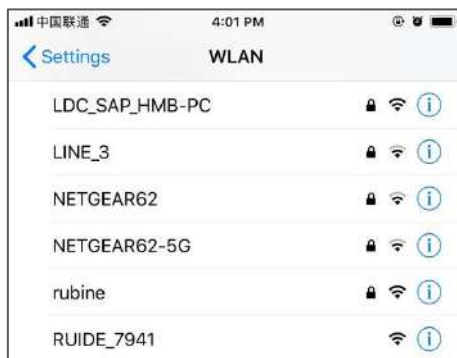 中国联通 4:01 PM
Settings WLAN
LDC_SAP_HMB-PC
LINE_3
NETGEAR62
NETGEAR62-5G
rubine
RUIDE_7941